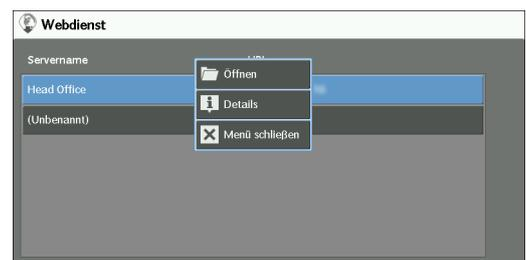 Webdienst
Servername
Öffnen
Head Office
Details
(Unbenannt)
Menü schließen